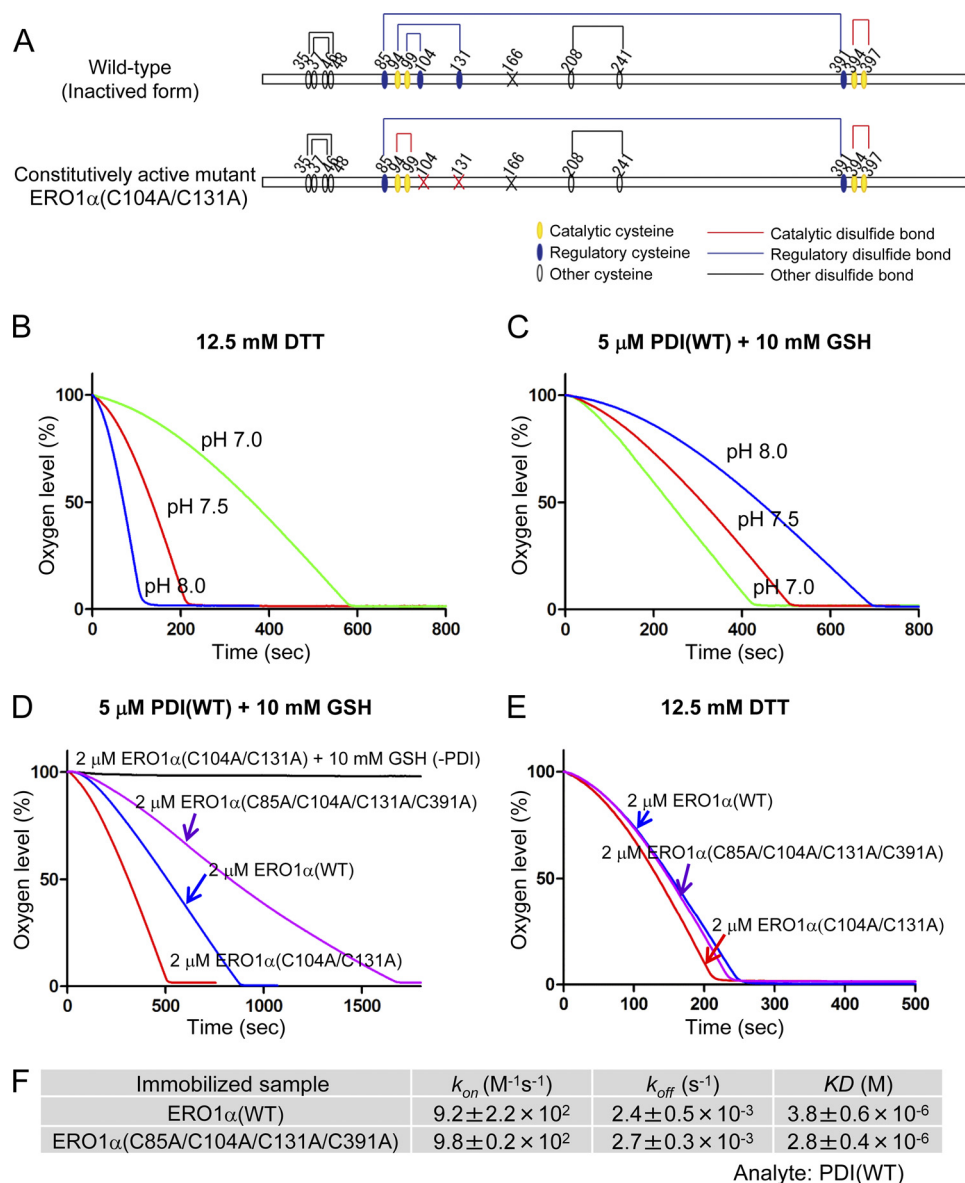 A
Wild-type
(Inactived form)
35 37 46 48 85 94 99 104 131 166 208 241 391 394 397
Constitutively active mutant
ERO1α(C104A/C131A)
35 37 46 48 85 94 99 104 131 166 208 241 391 394 397
Catalytic cysteine
Regulatory cysteine
Other cysteine
Catalytic disulfide bond
Regulatory disulfide bond
Other disulfide bond
B
12.5 mM DTT
Oxygen level (%)
100
50
0
pH 7.0
pH 7.5
pH 8.0
0 200 400 600 800
Time (sec)
C
5 μM PDI(WT) + 10 mM GSH
Oxygen level (%)
100
50
0
pH 8.0
pH 7.5
pH 7.0
0 200 400 600 800
Time (sec)
D
5 μM PDI(WT) + 10 mM GSH
Oxygen level (%)
100
50
0
2 μM ERO1α(C104A/C131A) + 10 mM GSH (-PDI)
2 μM ERO1α(C85A/C104A/C131A/C391A)
2 μM ERO1α(WT)
2 μM ERO1α(C104A/C131A)
0 500 1000 1500
Time (sec)
E
12.5 mM DTT
Oxygen level (%)
100
50
0
2 μM ERO1α(WT)
2 μM ERO1α(C85A/C104A/C131A/C391A)
2 μM ERO1α(C104A/C131A)
0 100 200 300 400 500
Time (sec)
F
Immobilized sample kon (M-1s-1) koff (s-1) KD (M)
ERO1α(WT) 9.2±2.2 × 10² 2.4±0.5 × 10⁻³ 3.8±0.6 × 10⁻⁶
ERO1α(C85A/C104A/C131A/C391A) 9.8±0.2 × 10² 2.7±0.3 × 10⁻³ 2.8±0.4 × 10⁻⁶
Analyte: PDI(WT)